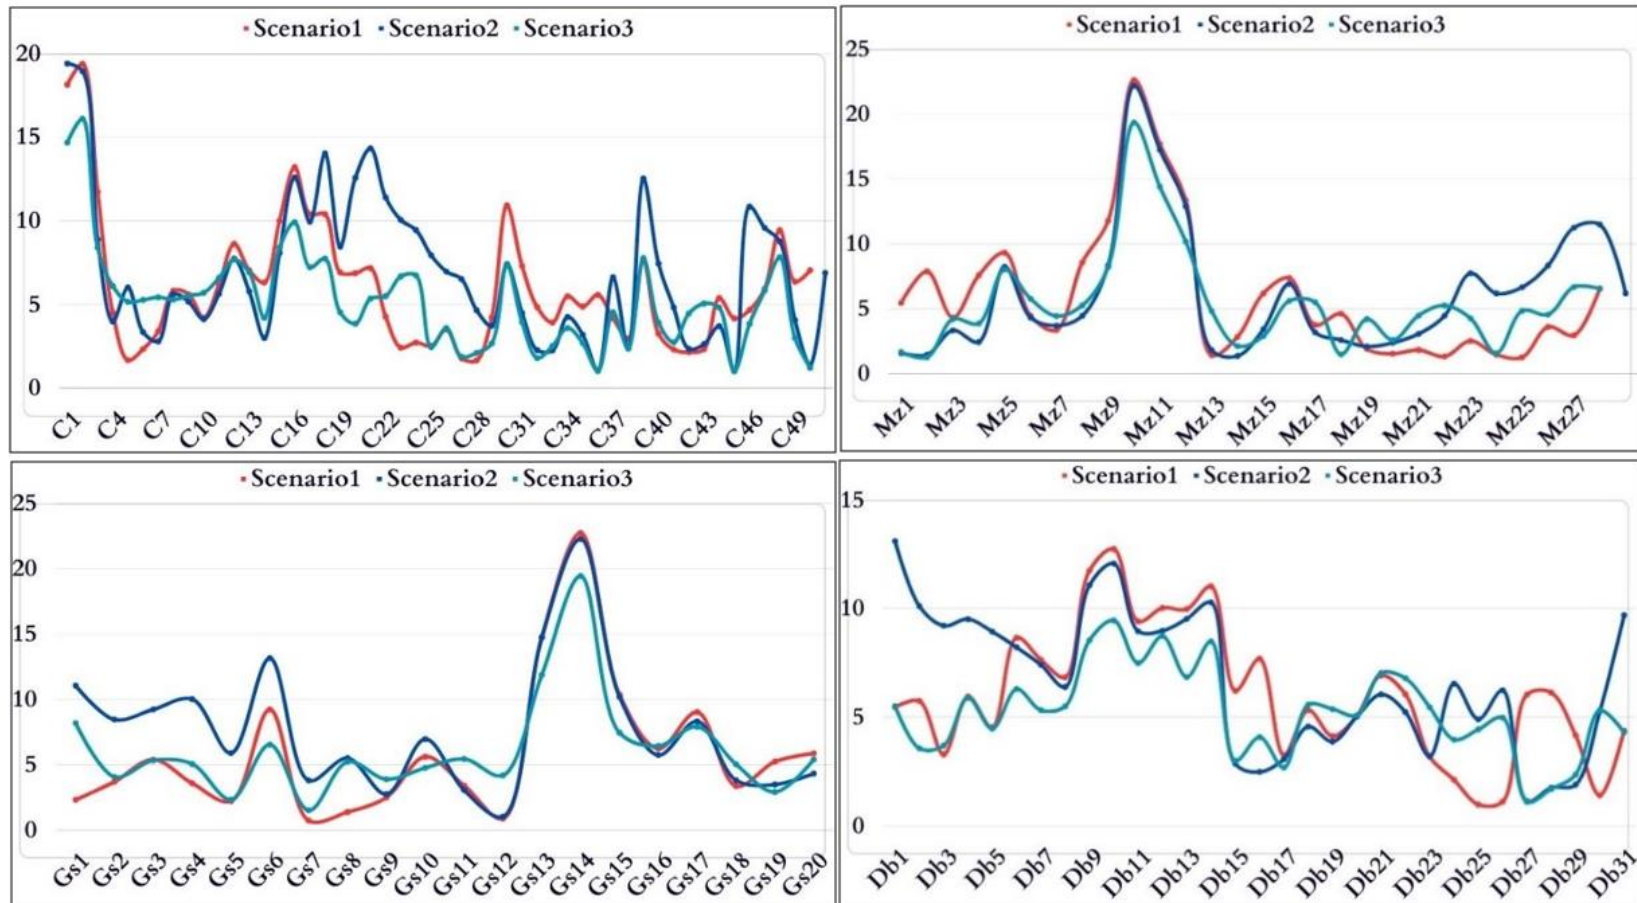 Scenario1 Scenario2 Scenario3
20
15
10
5
0
C1 C4 C7 C10 C13 C16 C19 C22 C25 C28 C31 C34 C37 C40 C43 C46 C49
Scenario1 Scenario2 Scenario3
25
20
15
10
5
0
Mz1 Mz3 Mz5 Mz7 Mz9 Mz11 Mz13 Mz15 Mz17 Mz19 Mz21 Mz23 Mz25 Mz27
Scenario1 Scenario2 Scenario3
25
20
15
10
5
0
Gs1 Gs2 Gs3 Gs4 Gs5 Gs6 Gs7 Gs8 Gs9 Gs10 Gs11 Gs12 Gs13 Gs14 Gs15 Gs16 Gs17 Gs18 Gs19 Gs20
Scenario1 Scenario2 Scenario3
15
10
5
0
Db1 Db3 Db5 Db7 Db9 Db11 Db13 Db15 Db17 Db19 Db21 Db23 Db25 Db27 Db29 Db31